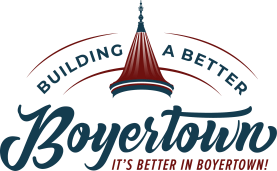 BUILDING A BETTER
Boyertown
IT'S BETTER IN BOYERTOWN!